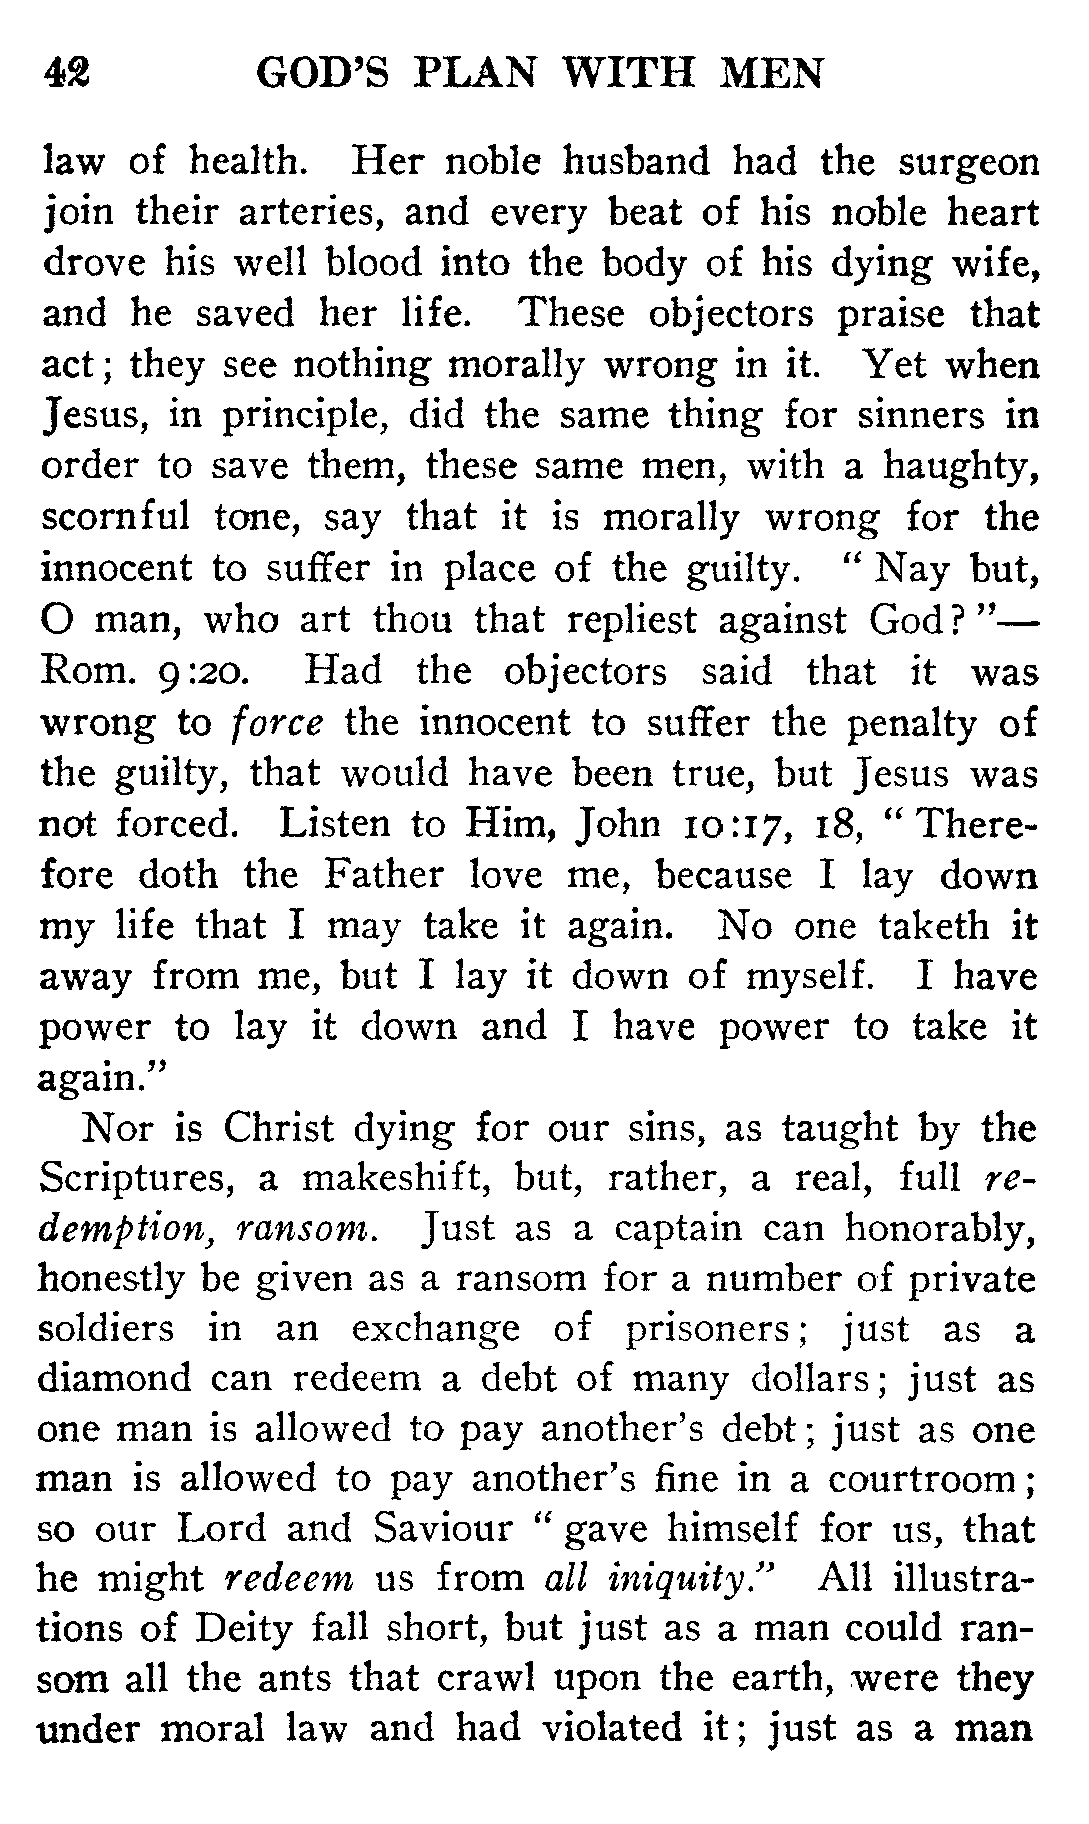 42 GOD'S PLAN WITH MEN
law of health. Her noble husband had the surgeon
join their arteries, and every beat of his noble heart
drove his well blood into the body of his dying wife,
and he saved her life. These objectors praise that
act; they see nothing morally wrong in it. Yet when
Jesus, in principle, did the same thing for sinners in
order to save them, these same men, with a haughty,
scornful tone, say that it is morally wrong for the
innocent to suffer in place of the guilty. “ Nay but,
O man, who art thou that repliest against God? ”—
Rom. 9:20. Had the objectors said that it was
wrong to force the innocent to suffer the penalty of
the guilty, that would have been true, but Jesus was
not forced. Listen to Him, John 10:17, 18, “ There-
fore doth the Father love me, because I lay down
my life that I may take it again. No one taketh it
away from me, but I lay it down of myself. I have
power to lay it down and I have power to take it
again.”
Nor is Christ dying for our sins, as taught by the
Scriptures, a makeshift, but, rather, a real, full re-
demption, ransom. Just as a captain can honorably,
honestly be given as a ransom for a number of private
soldiers in an exchange of prisoners; just as a
diamond can redeem a debt of many dollars; just as
one man is allowed to pay another's debt; just as one
man is allowed to pay another's fine in a courtroom;
so our Lord and Saviour “ gave himself for us, that
he might redeem us from all iniquity.” All illustra-
tions of Deity fall short, but just as a man could ran-
som all the ants that crawl upon the earth, were they
under moral law and had violated it; just as a man